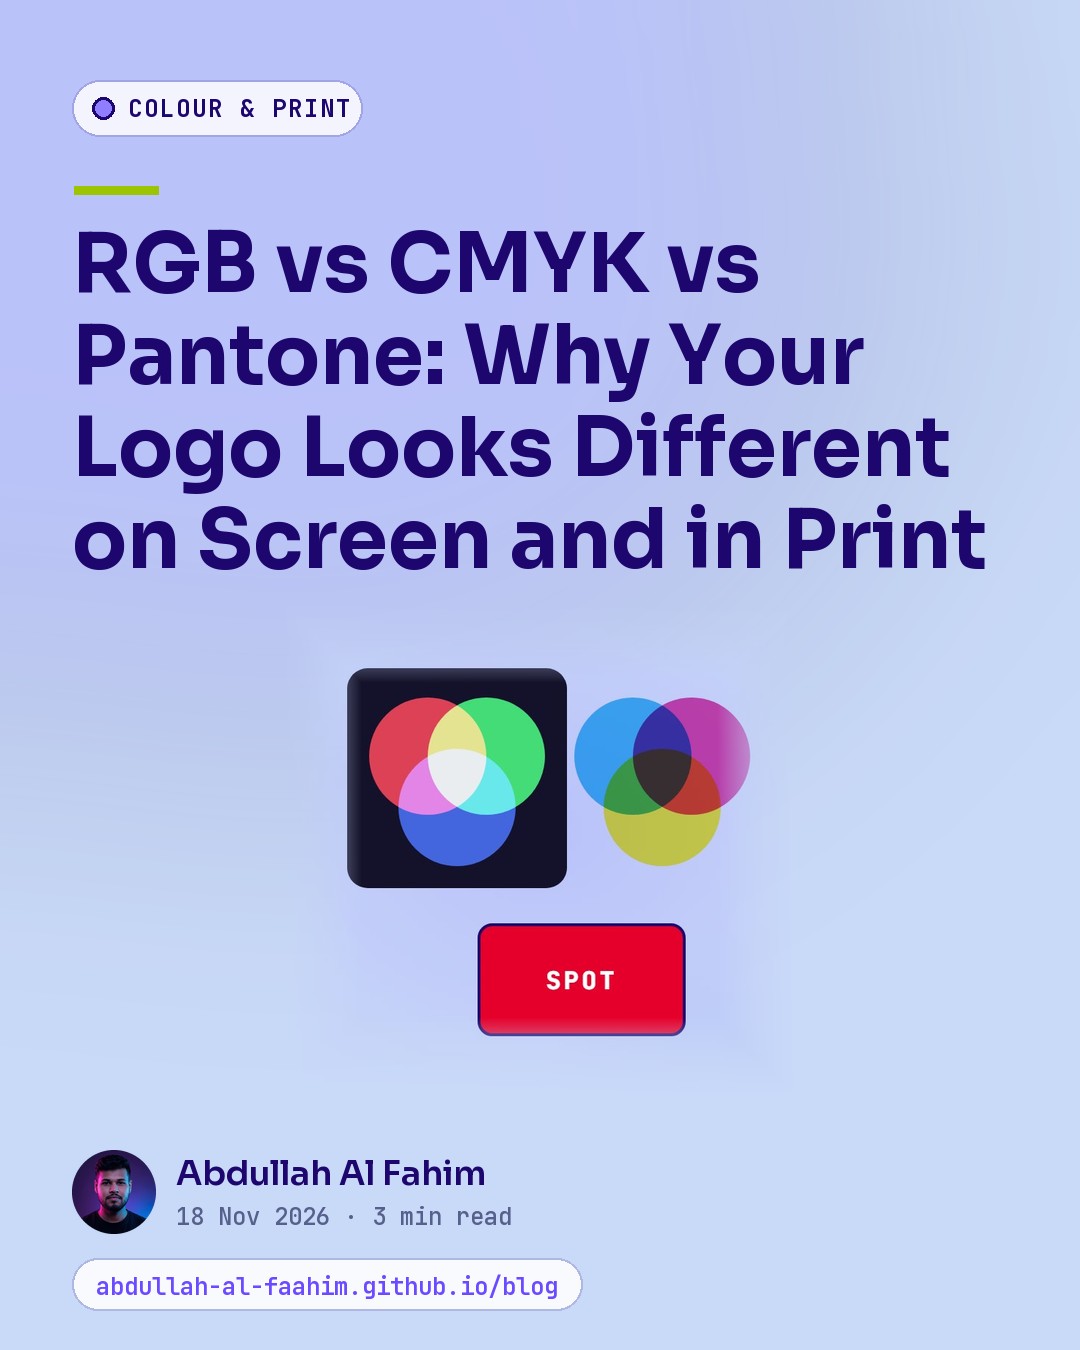 COLOUR & PRINT
RGB vs CMYK vs
Pantone: Why Your
Logo Looks Different
on Screen and in Print
SPOT
Abdullah Al Fahim
18 Nov 2026 · 3 min read
abdullah-al-faahim.github.io/blog